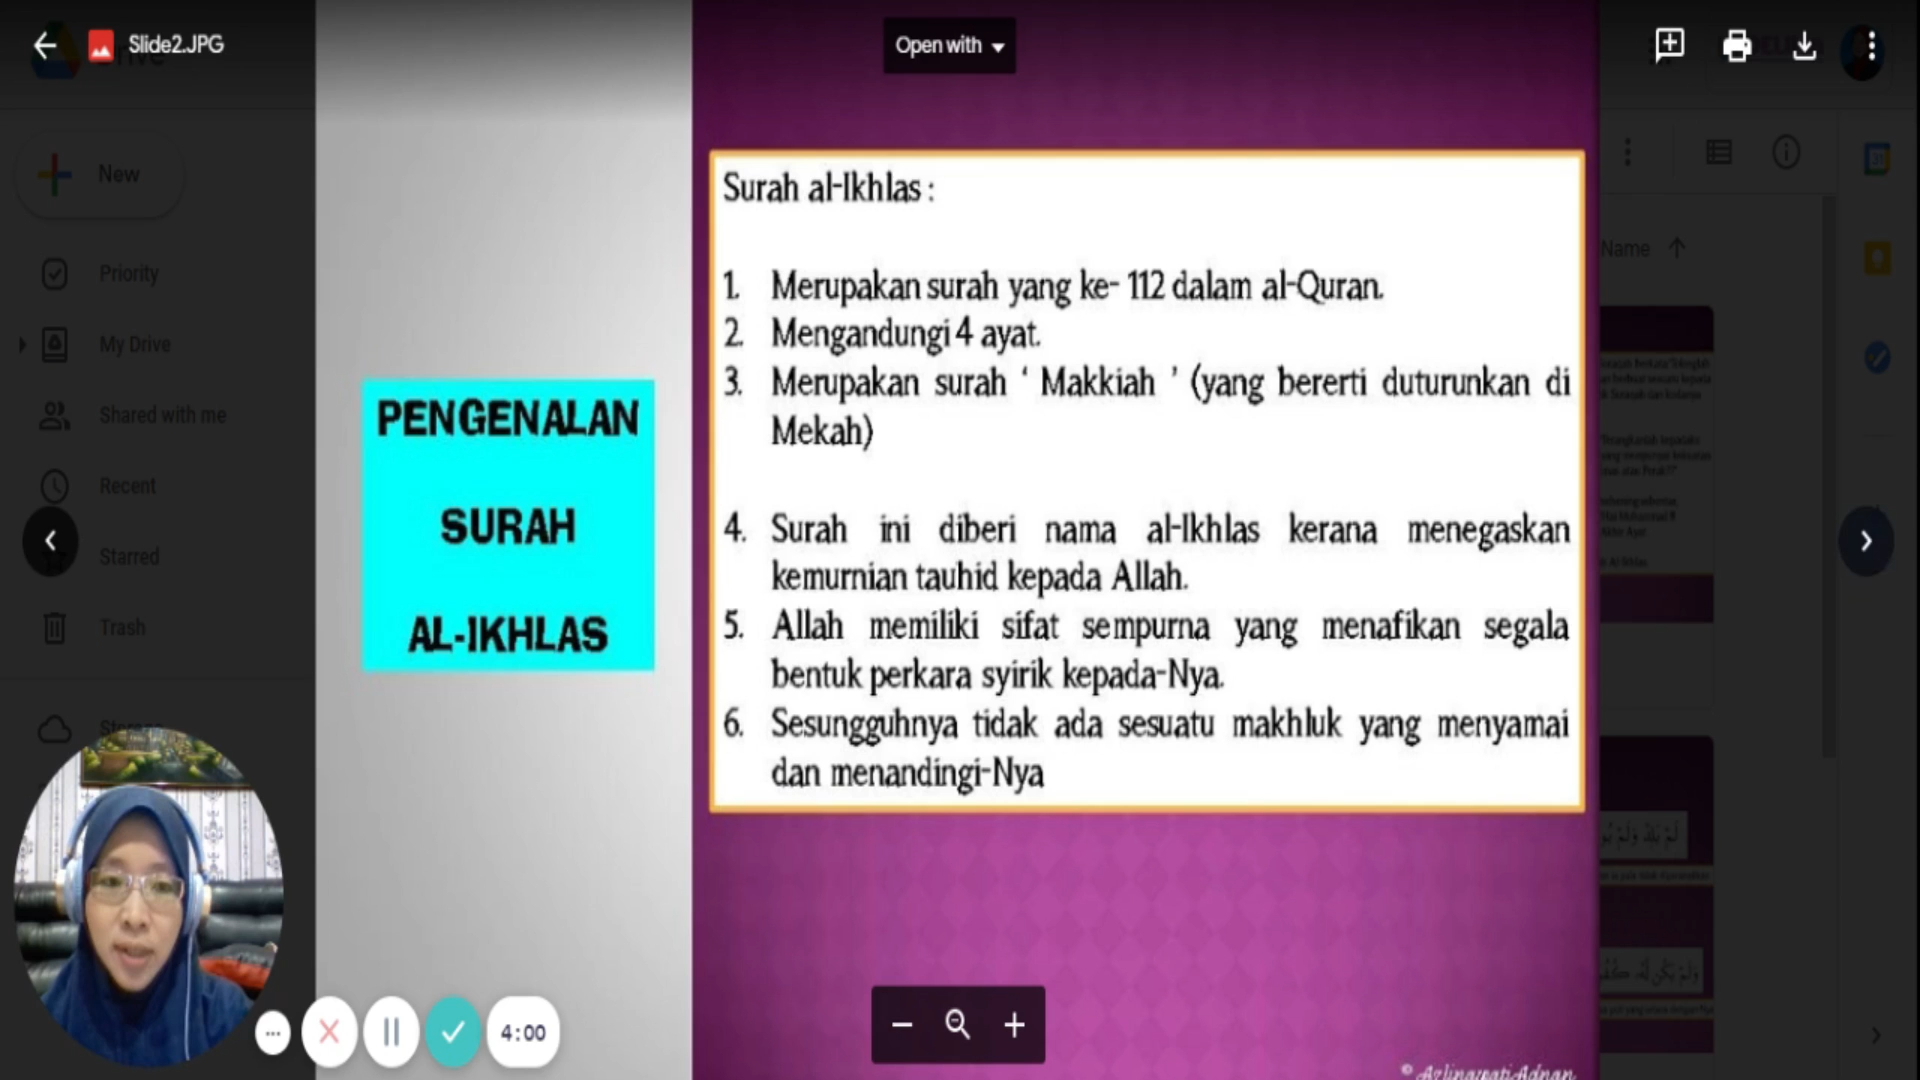 Slide2.JPG
Open with
New
Priority
My Drive
Shared with me
Recent
Starred
Trash
Name
PENGENALAN
SURAH
AL-IKHLAS
Surah al-Ikhlas :
1. Merupakan surah yang ke- 112 dalam al-Quran.
2. Mengandungi 4 ayat.
3. Merupakan surah ‘ Makkiah ’ (yang bererti duturunkan di
Mekah)
4. Surah ini diberi nama al-Ikhlas kerana menegaskan
kemurnian tauhid kepada Allah.
5. Allah memiliki sifat sempurna yang menafikan segala
bentuk perkara syirik kepada-Nya.
6. Sesungguhnya tidak ada sesuatu makhluk yang menyamai
dan menandingi-Nya
4:00
© Azlinawati Adnan